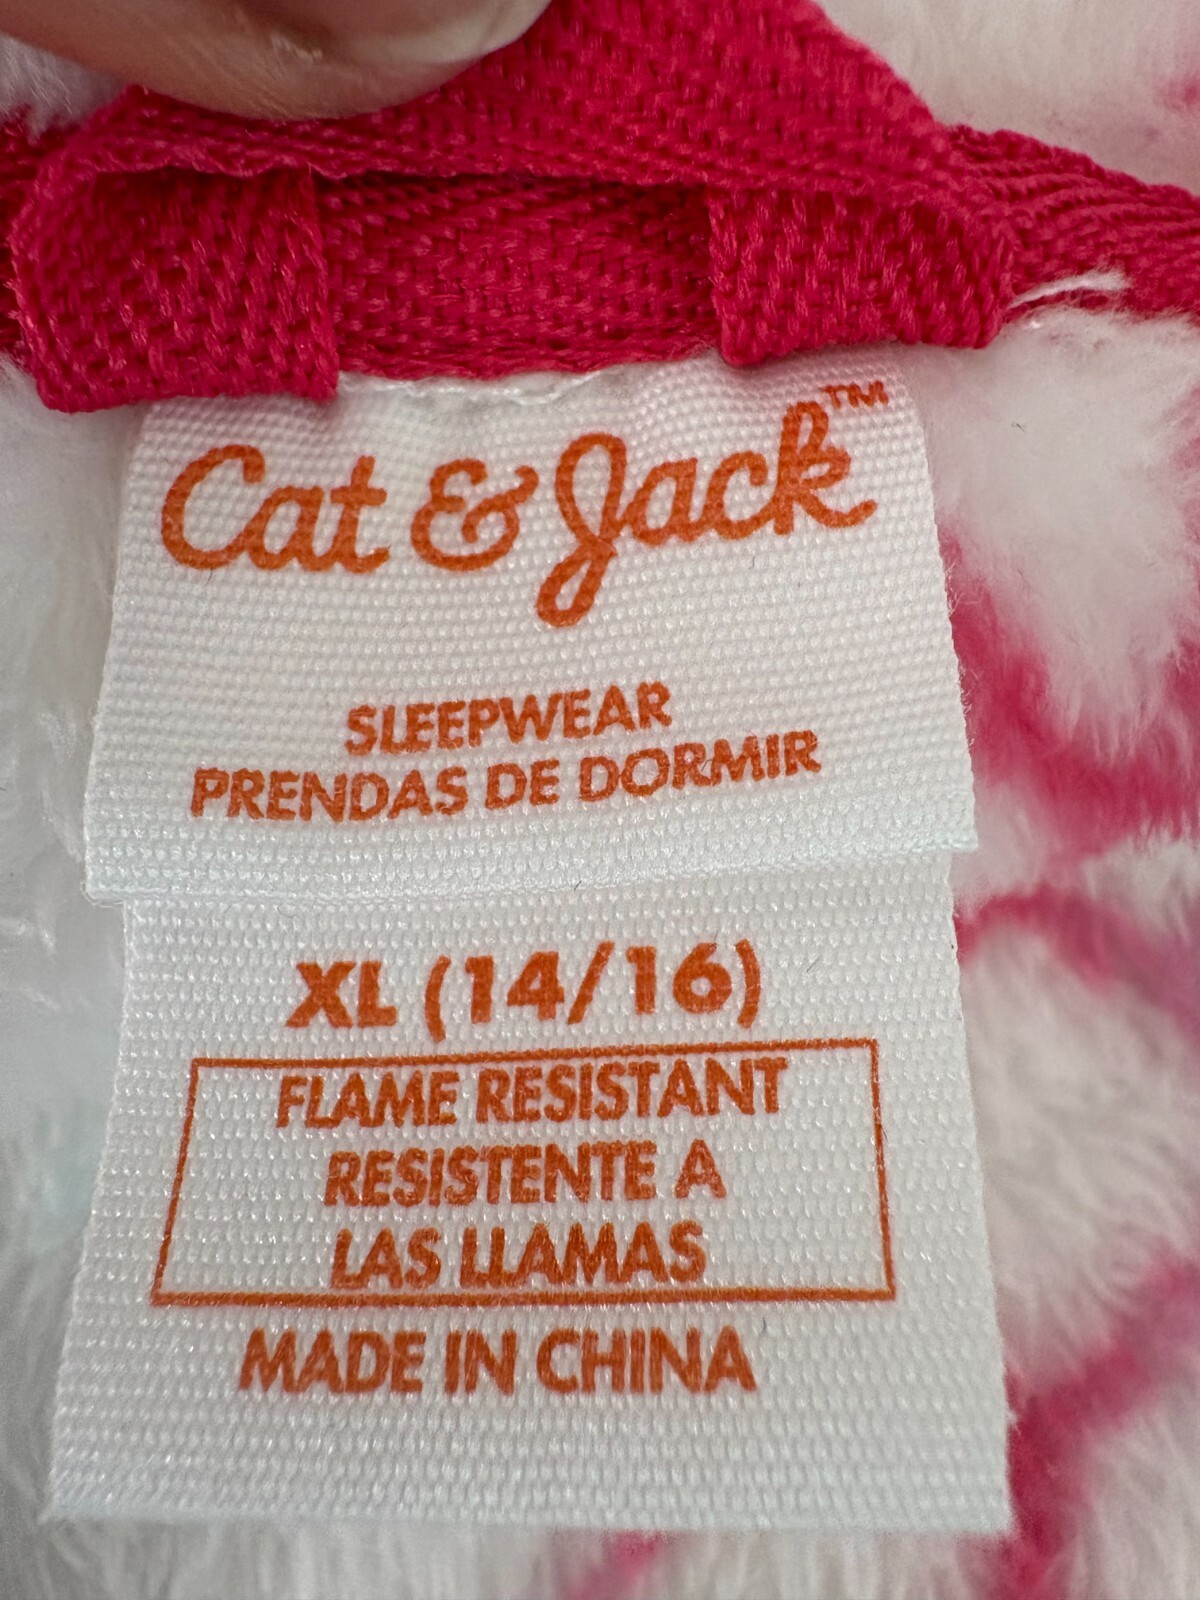 Cat & Jack™
SLEEPWEAR
PRENDAS DE DORMIR
XL (14/16)
FLAME RESISTANT
RESISTENTE A
LAS LLAMAS
MADE IN CHINA